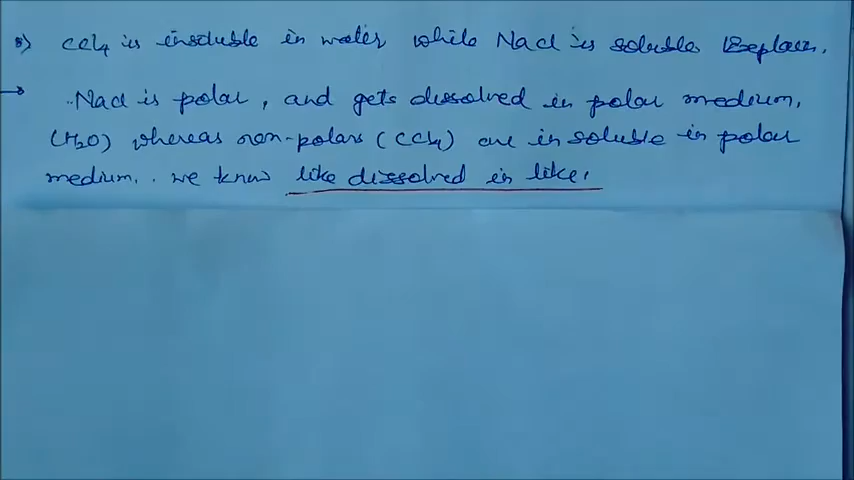 8) CCl4 is insoluble in water while NaCl is soluble Explain.
→ NaCl is polar, and gets dissolved in polar medium,
(H2O) whereas non-polars (CCl4) are insoluble in polar
medium.. we know like dissolved in like.